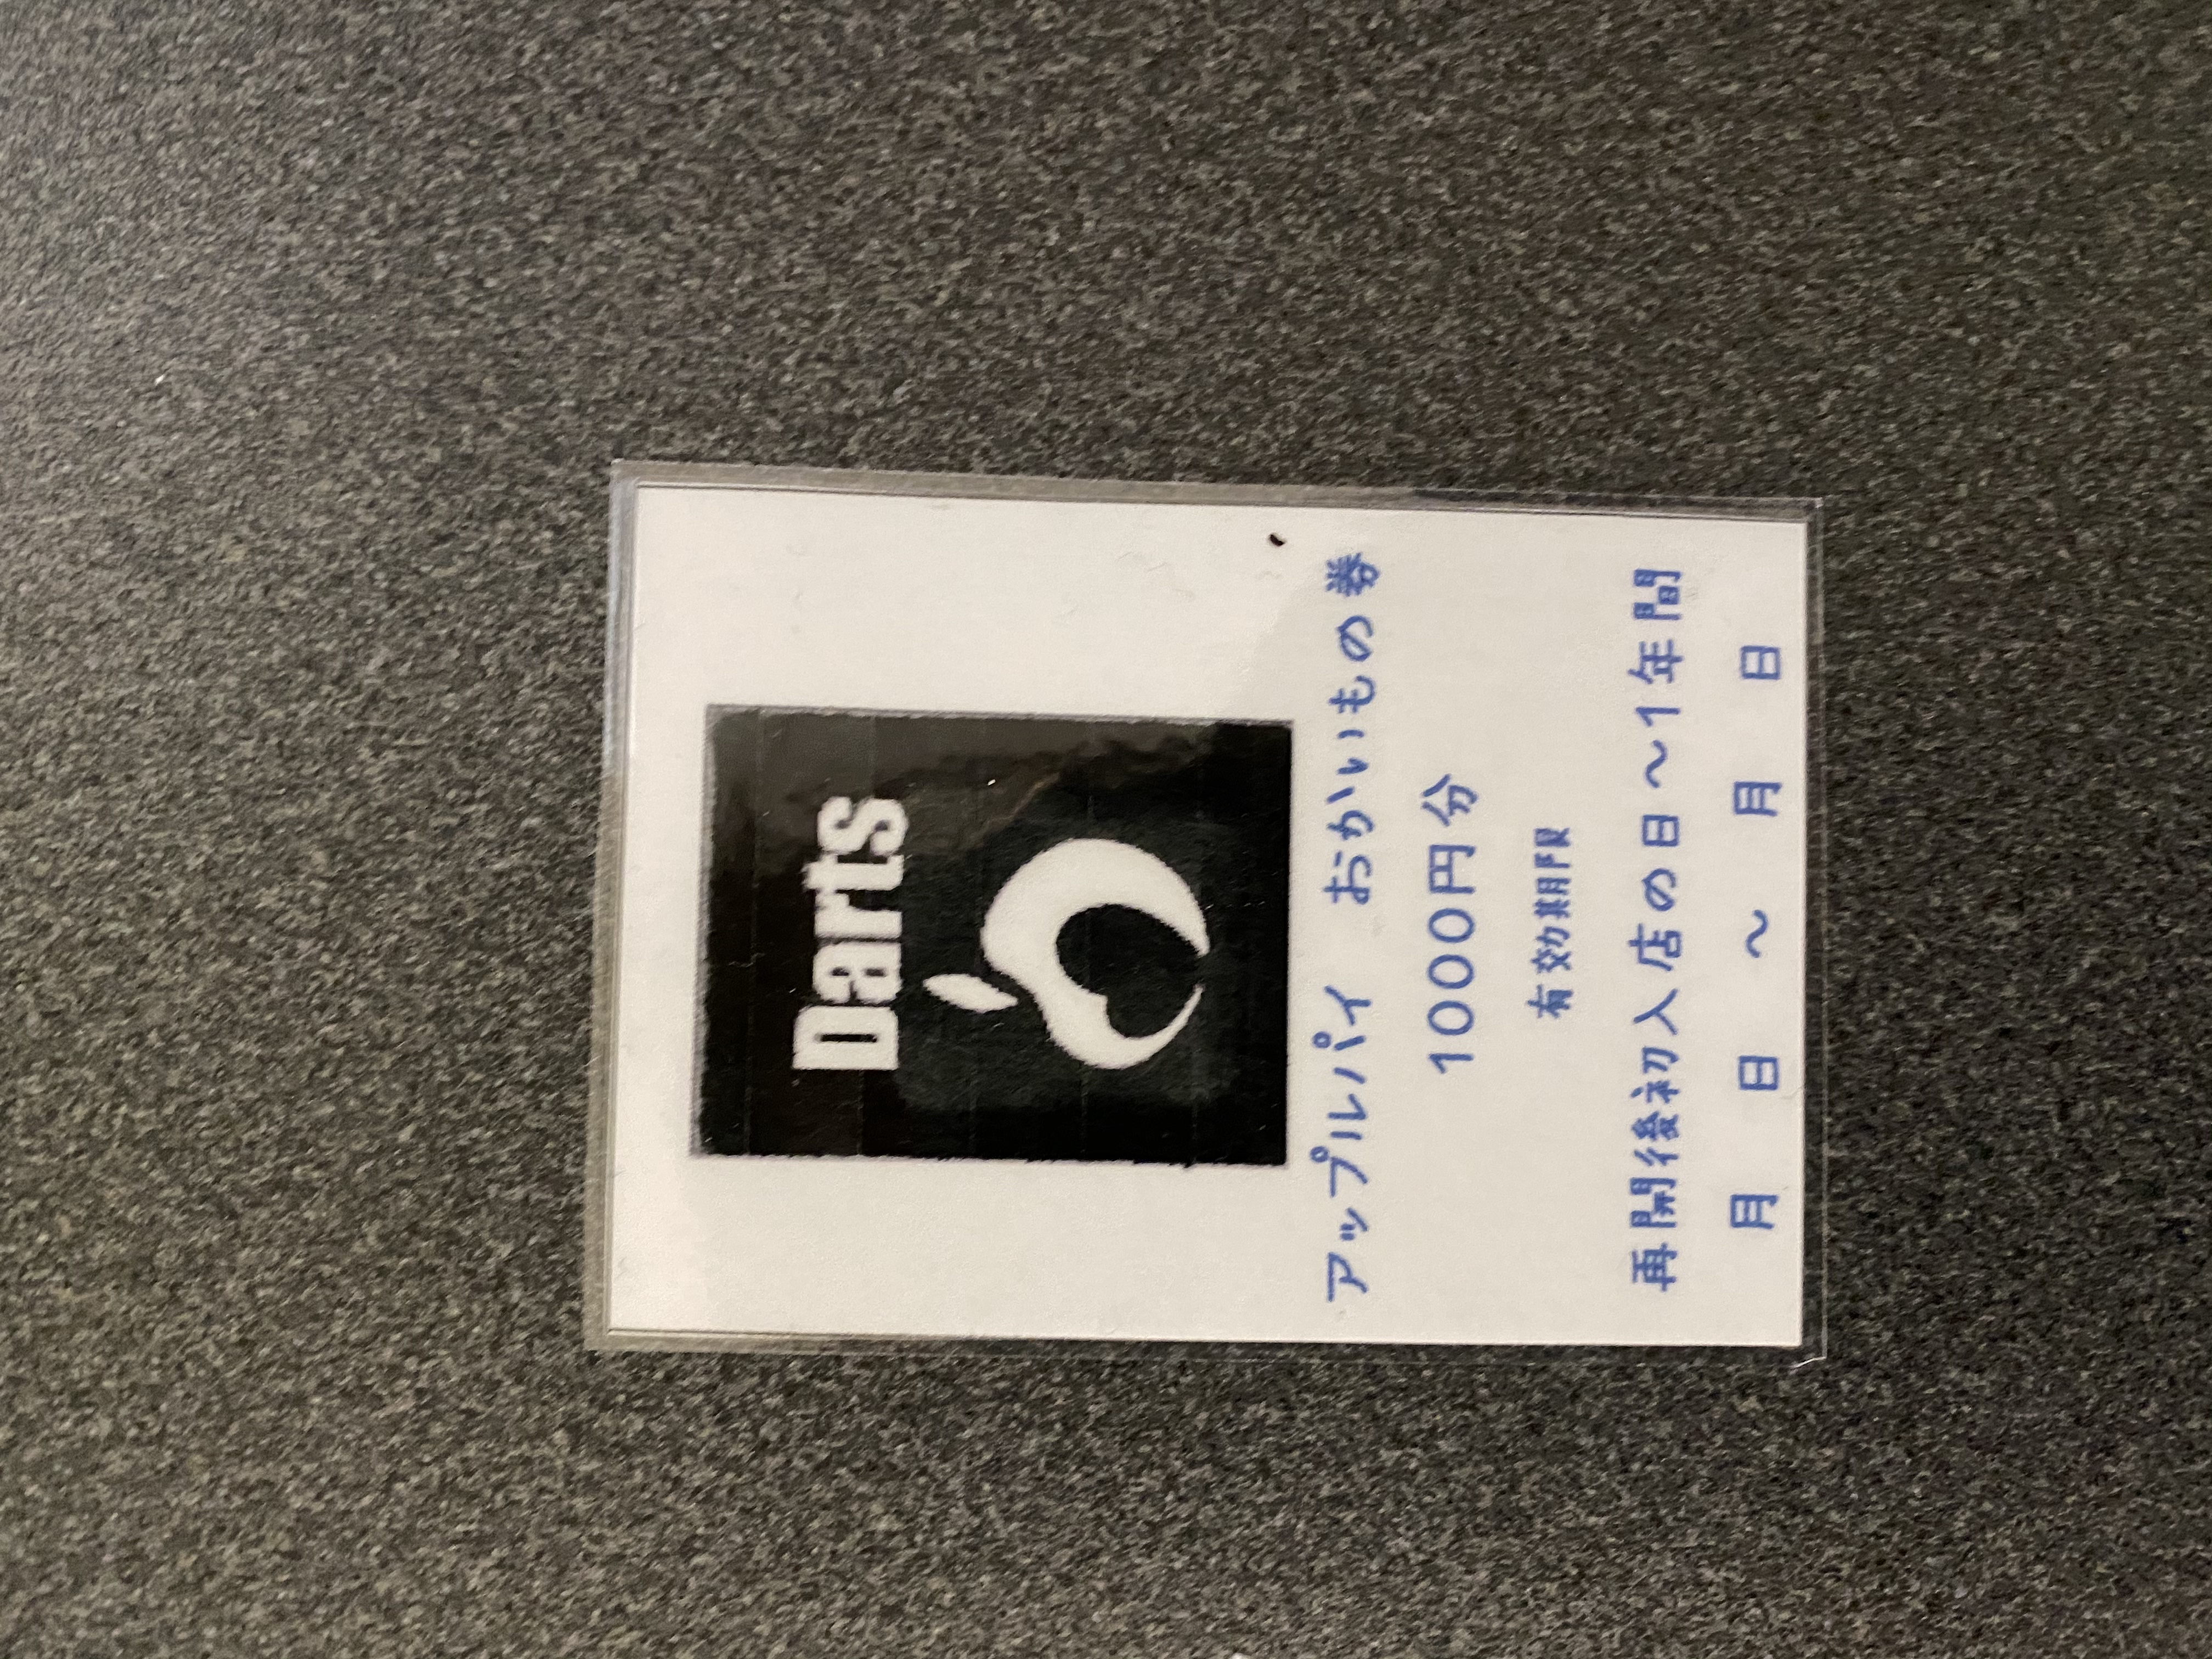 Darts
アップルパイ　おかいもの券
1000円分
有効期限
再開後初入店の日～1年間
月　日　～　月　日